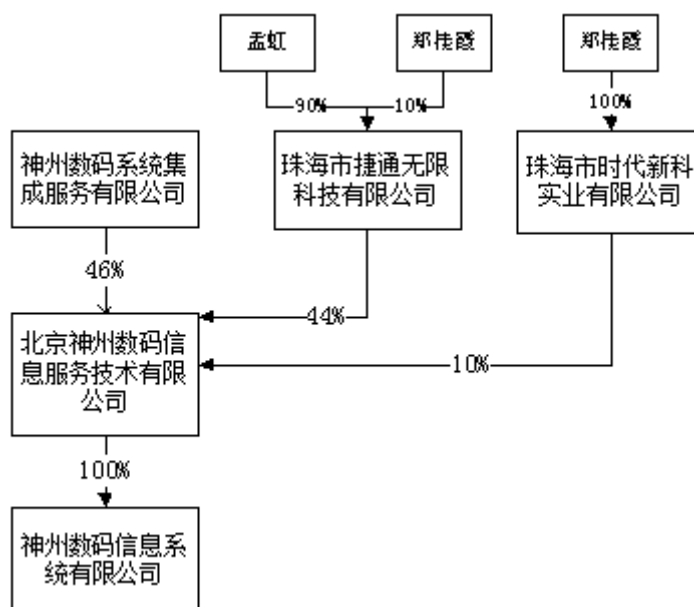 孟虹
郑桂霞
郑桂霞
90%
10%
100%
神州数码系统集
成服务有限公司
珠海市捷通无限
科技有限公司
珠海市时代新科
实业有限公司
46%
44%
10%
北京神州数码信
息服务技术有限
公司
100%
神州数码信息系
统有限公司